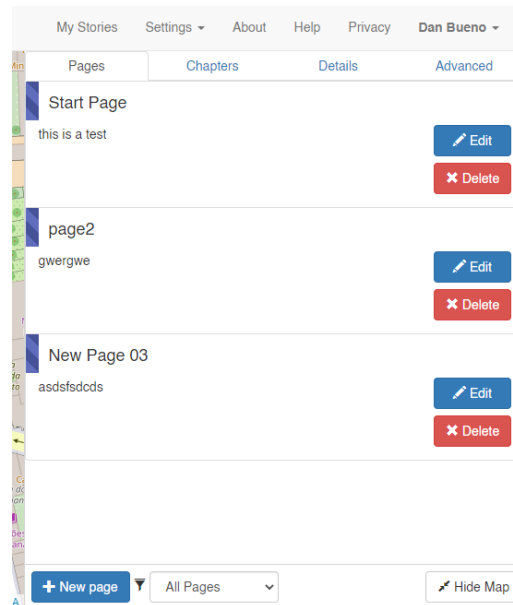 My Stories Settings About Help Privacy Dan Bueno
Pages Chapters Details Advanced
Start Page
this is a test
Edit
Delete
page2
gwergwe
Edit
Delete
New Page 03
asdsfsdcds
Edit
Delete
New page All Pages Hide Map